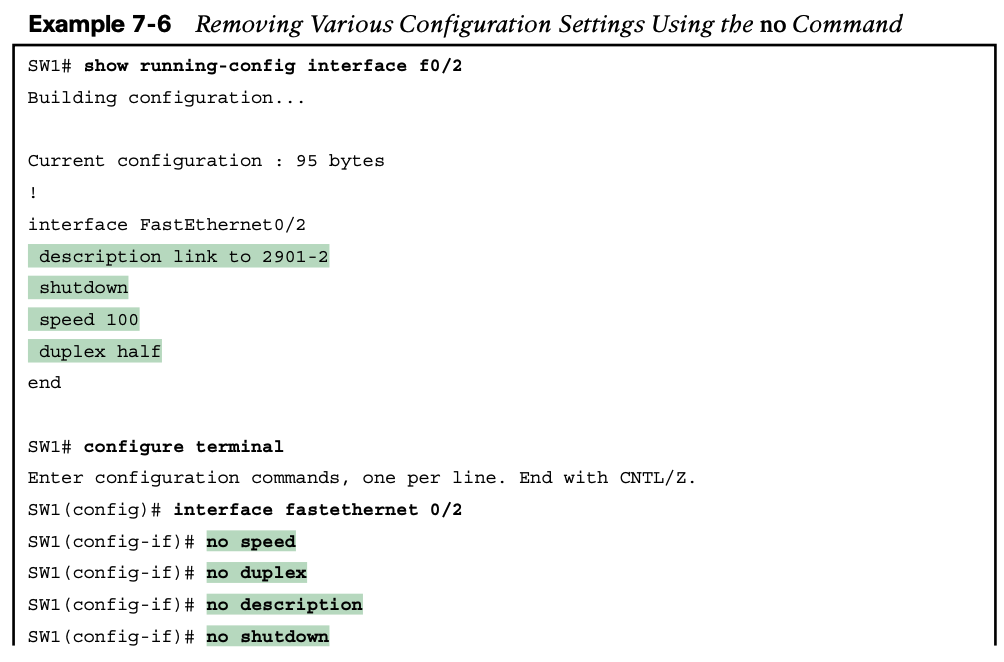 Example 7-6 Removing Various Configuration Settings Using the no Command
SW1# show running-config interface f0/2
Building configuration...
Current configuration : 95 bytes
!
interface FastEthernet0/2
description link to 2901-2
shutdown
speed 100
duplex half
end
SW1# configure terminal
Enter configuration commands, one per line. End with CNTL/Z.
SW1(config)# interface fastethernet 0/2
SW1(config-if)# no speed
SW1(config-if)# no duplex
SW1(config-if)# no description
SW1(config-if)# no shutdown